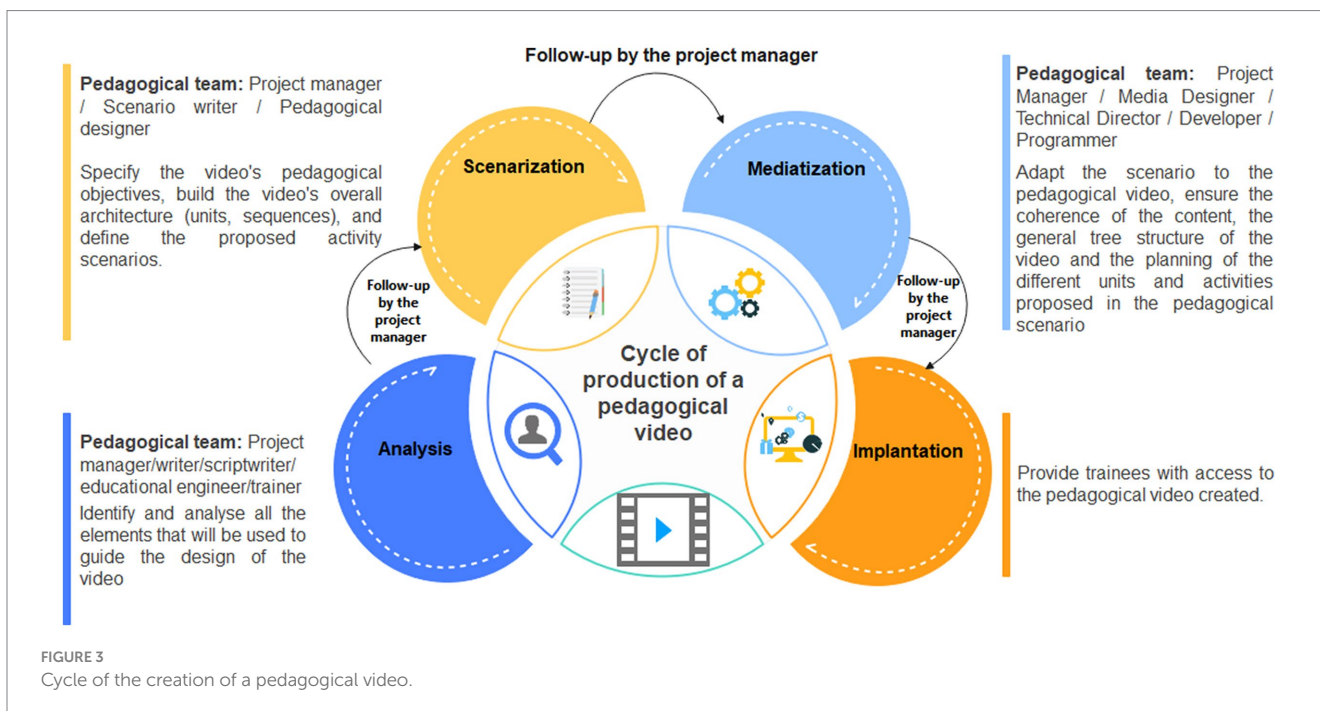 Follow-up by the project manager
Pedagogical team: Project manager
/ Scenario writer / Pedagogical
designer
Specify the video's pedagogical
objectives, build the video's overall
architecture (units, sequences), and
define the proposed activity
scenarios.
Scenarization
Mediatization
Pedagogical team: Project
Manager / Media Designer /
Technical Director / Developer /
Programmer
Adapt the scenario to the
pedagogical video, ensure the
coherence of the content, the
general tree structure of the
video and the planning of the
different units and activities
proposed in the pedagogical
scenario
Follow-up
by the
project
manager
Follow-up
by the
project
manager
Cycle of
production of a
pedagogical
video
Pedagogical team: Project
manager/writer/scriptwriter/
educational engineer/trainer
Identify and analyse all the
elements that will be used to
guide the design of the
video
Analysis
Implantation
Provide trainees with access to
the pedagogical video created.
FIGURE 3
Cycle of the creation of a pedagogical video.